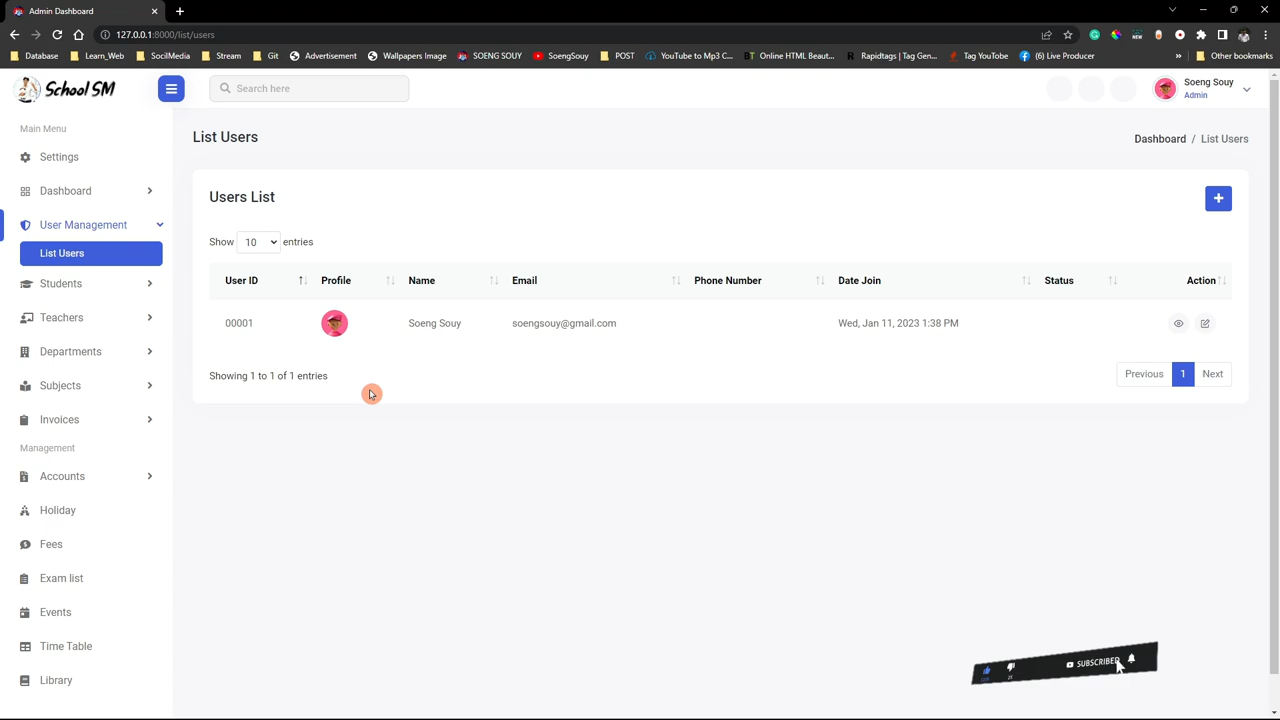 Admin Dashboard
127.0.0.1:8000/list/users
Database Learn_Web SocilMedia Stream Git Advertisement Wallpapers Image SOENG SOUY SoengSouy POST YouTube to Mp3 C... Online HTML Beaut... Rapidtags | Tag Gen... Tag YouTube (6) Live Producer » Other bookmarks
School SM
Search here
Soeng Souy
Admin
Main Menu
Settings
Dashboard
User Management
List Users
Students
Teachers
Departments
Subjects
Invoices
Management
Accounts
Holiday
Fees
Exam list
Events
Time Table
Library
List Users
Dashboard / List Users
Users List
Show 10 entries
User ID Profile Name Email Phone Number Date Join Status Action
00001 Soeng Souy soengsouy@gmail.com Wed, Jan 11, 2023 1:38 PM
Showing 1 to 1 of 1 entries
Previous 1 Next
SUBSCRIBED